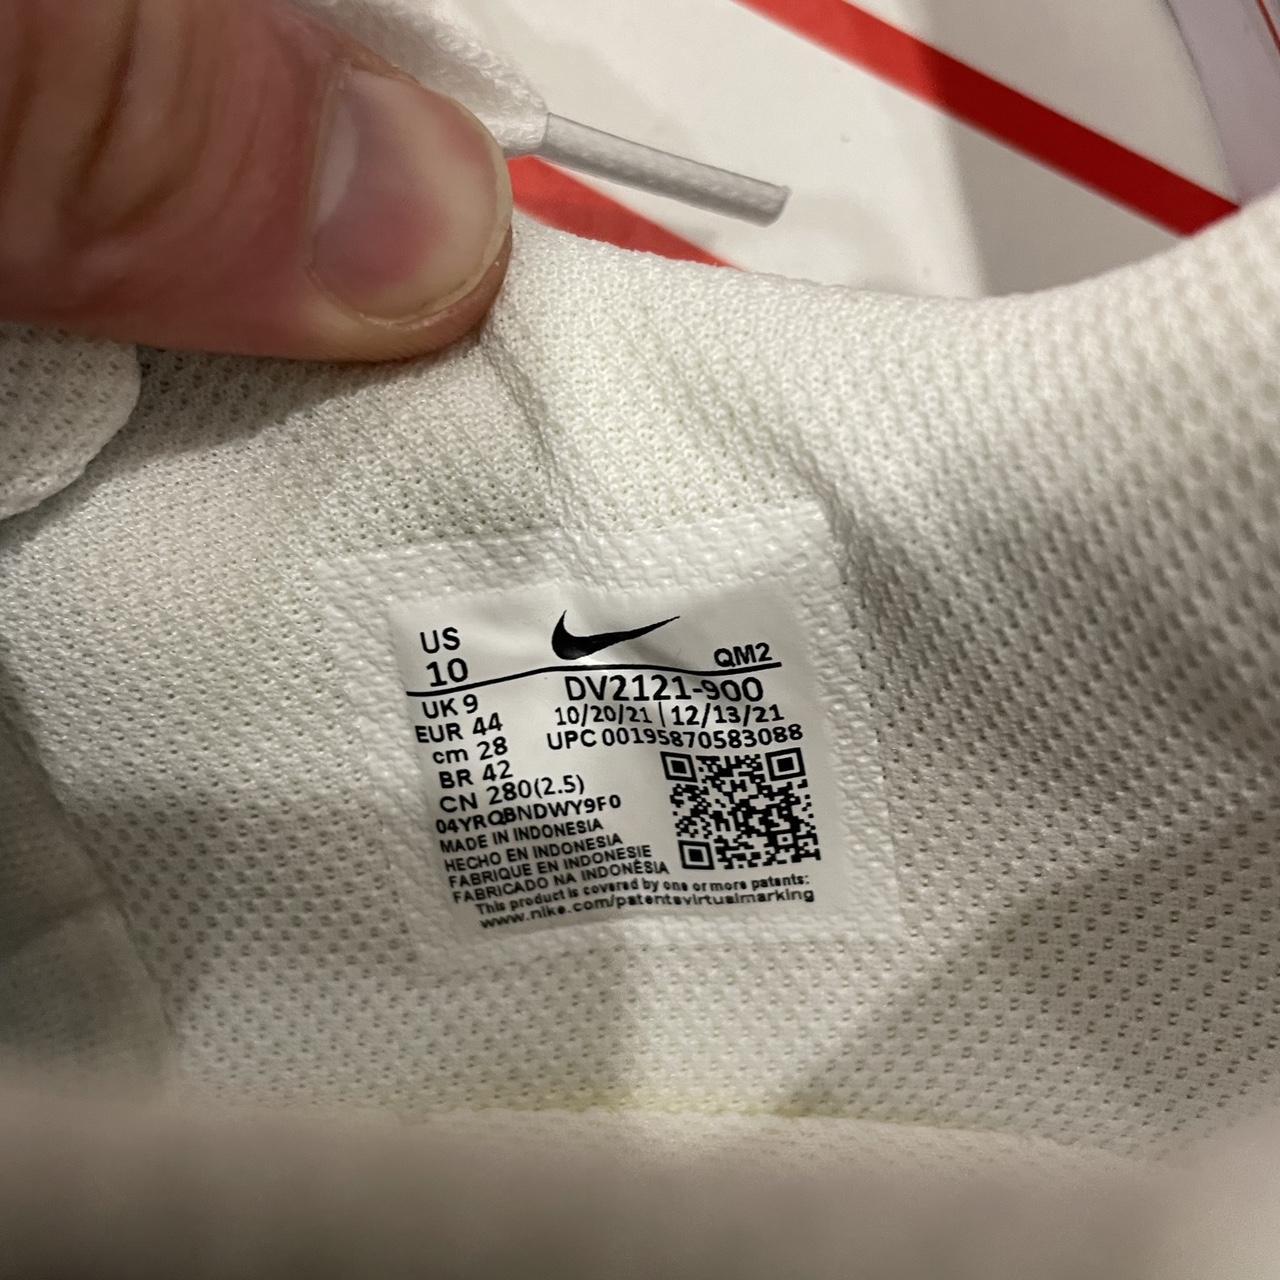 US
10
QM2
UK 9
DV2121-900
EUR 44
10/20/21 | 12/13/21
cm 28
UPC 00195870583088
BR 42
CN 280(2.5)
04YRQBNDWY9F0
MADE IN INDONESIA
HECHO EN INDONESIA
FABRIQUE EN INDONESIE
FABRICADO NA INDONÉSIA
This product is covered by one or more patents:
www.nike.com/patentsvirtualmarking